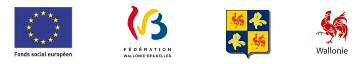 Fonds social européen
FÉDÉRATION
WALLONIE-BRUXELLES
Wallonie